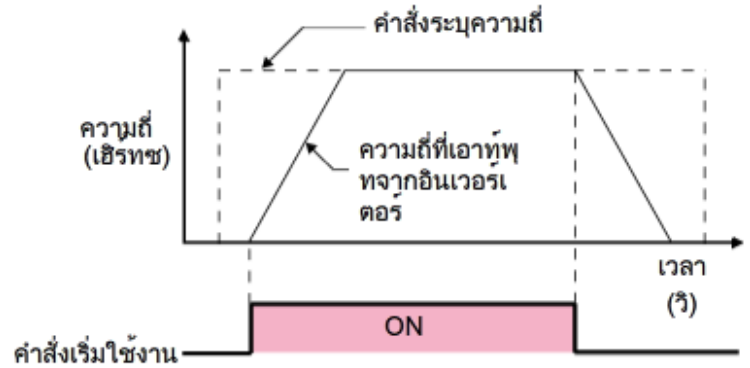 คำสั่งระบุความถี่
ความถี่
(เฮิร์ทซ)
ความถี่ที่เอาท์พุ
ทจากอินเวอร์เ
ตอร์
เวลา
(วิ)
ON
คำสั่งเริ่มใช้งาน